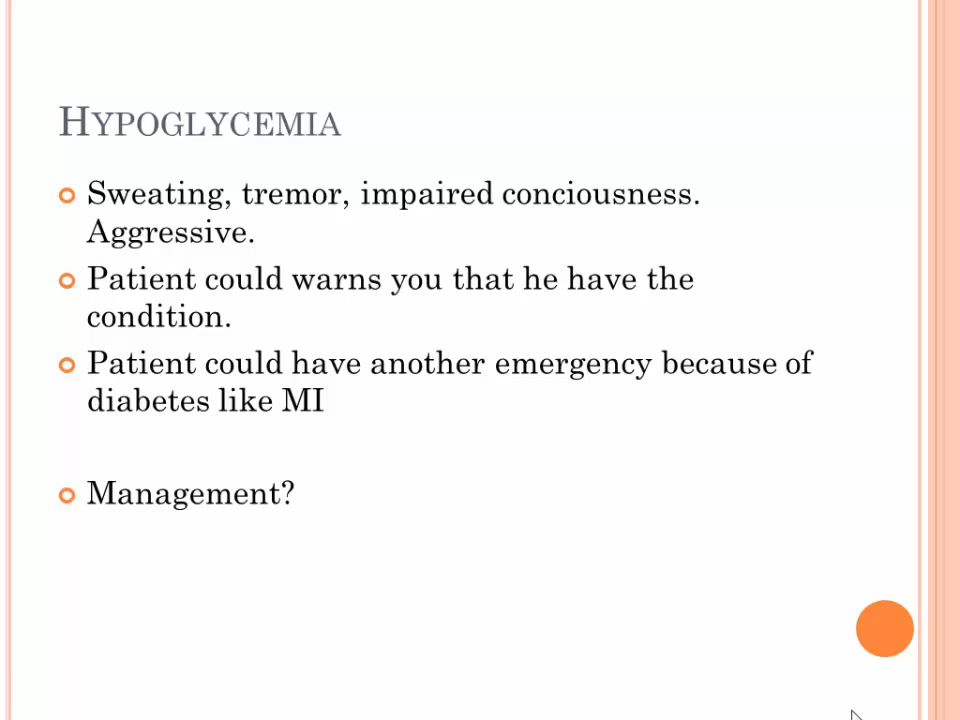 HYPOGLYCEMIA
Sweating, tremor, impaired conciousness.
Aggressive.
Patient could warns you that he have the
condition.
Patient could have another emergency because of
diabetes like MI
Management?